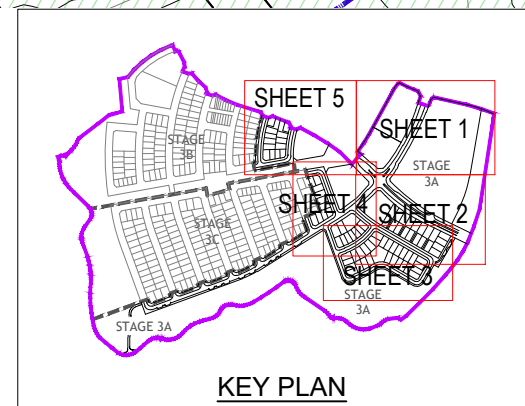 SHEET 5
SHEET 1
STAGE
3B
STAGE
3A
SHEET 4
SHEET 2
STAGE
3C
SHEET 3
STAGE
3A
STAGE 3A
KEY PLAN